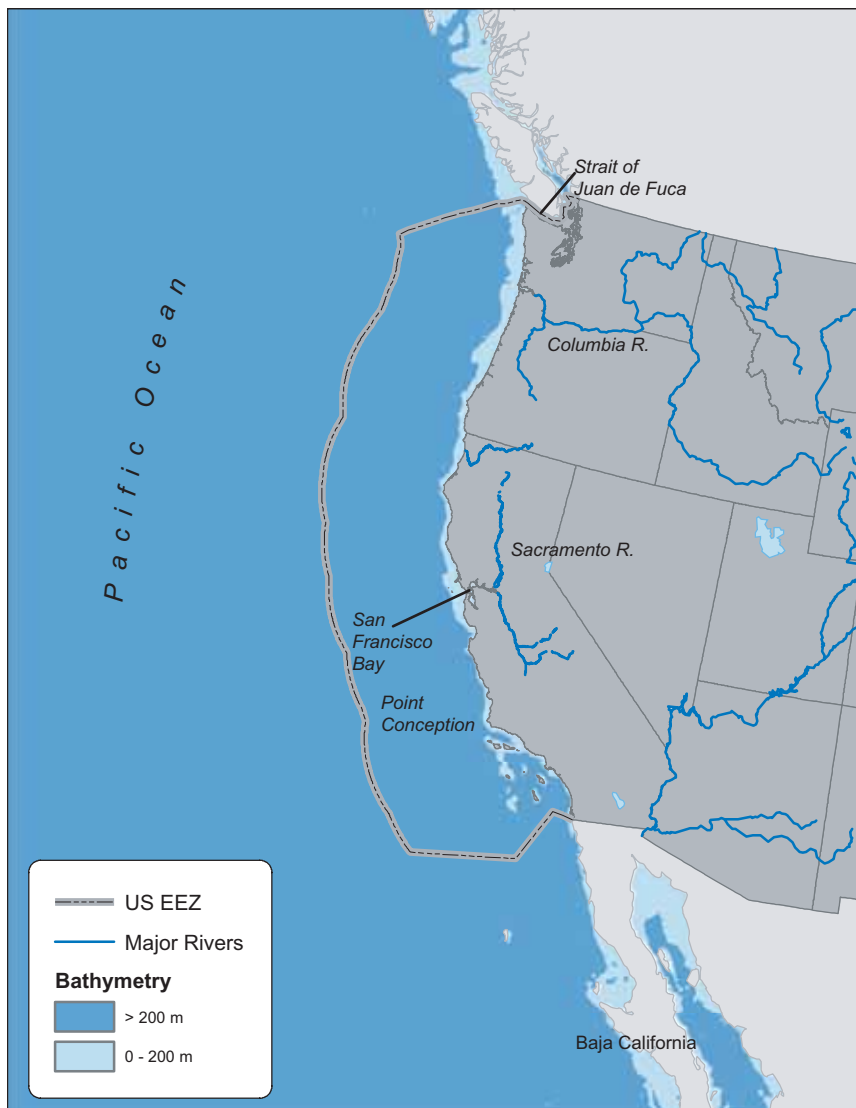 Strait of
Juan de Fuca
Pacific Ocean
Columbia R.
Sacramento R.
San
Francisco
Bay
Point
Conception
US EEZ
Major Rivers
Bathymetry
> 200 m
0 - 200 m
Baja California